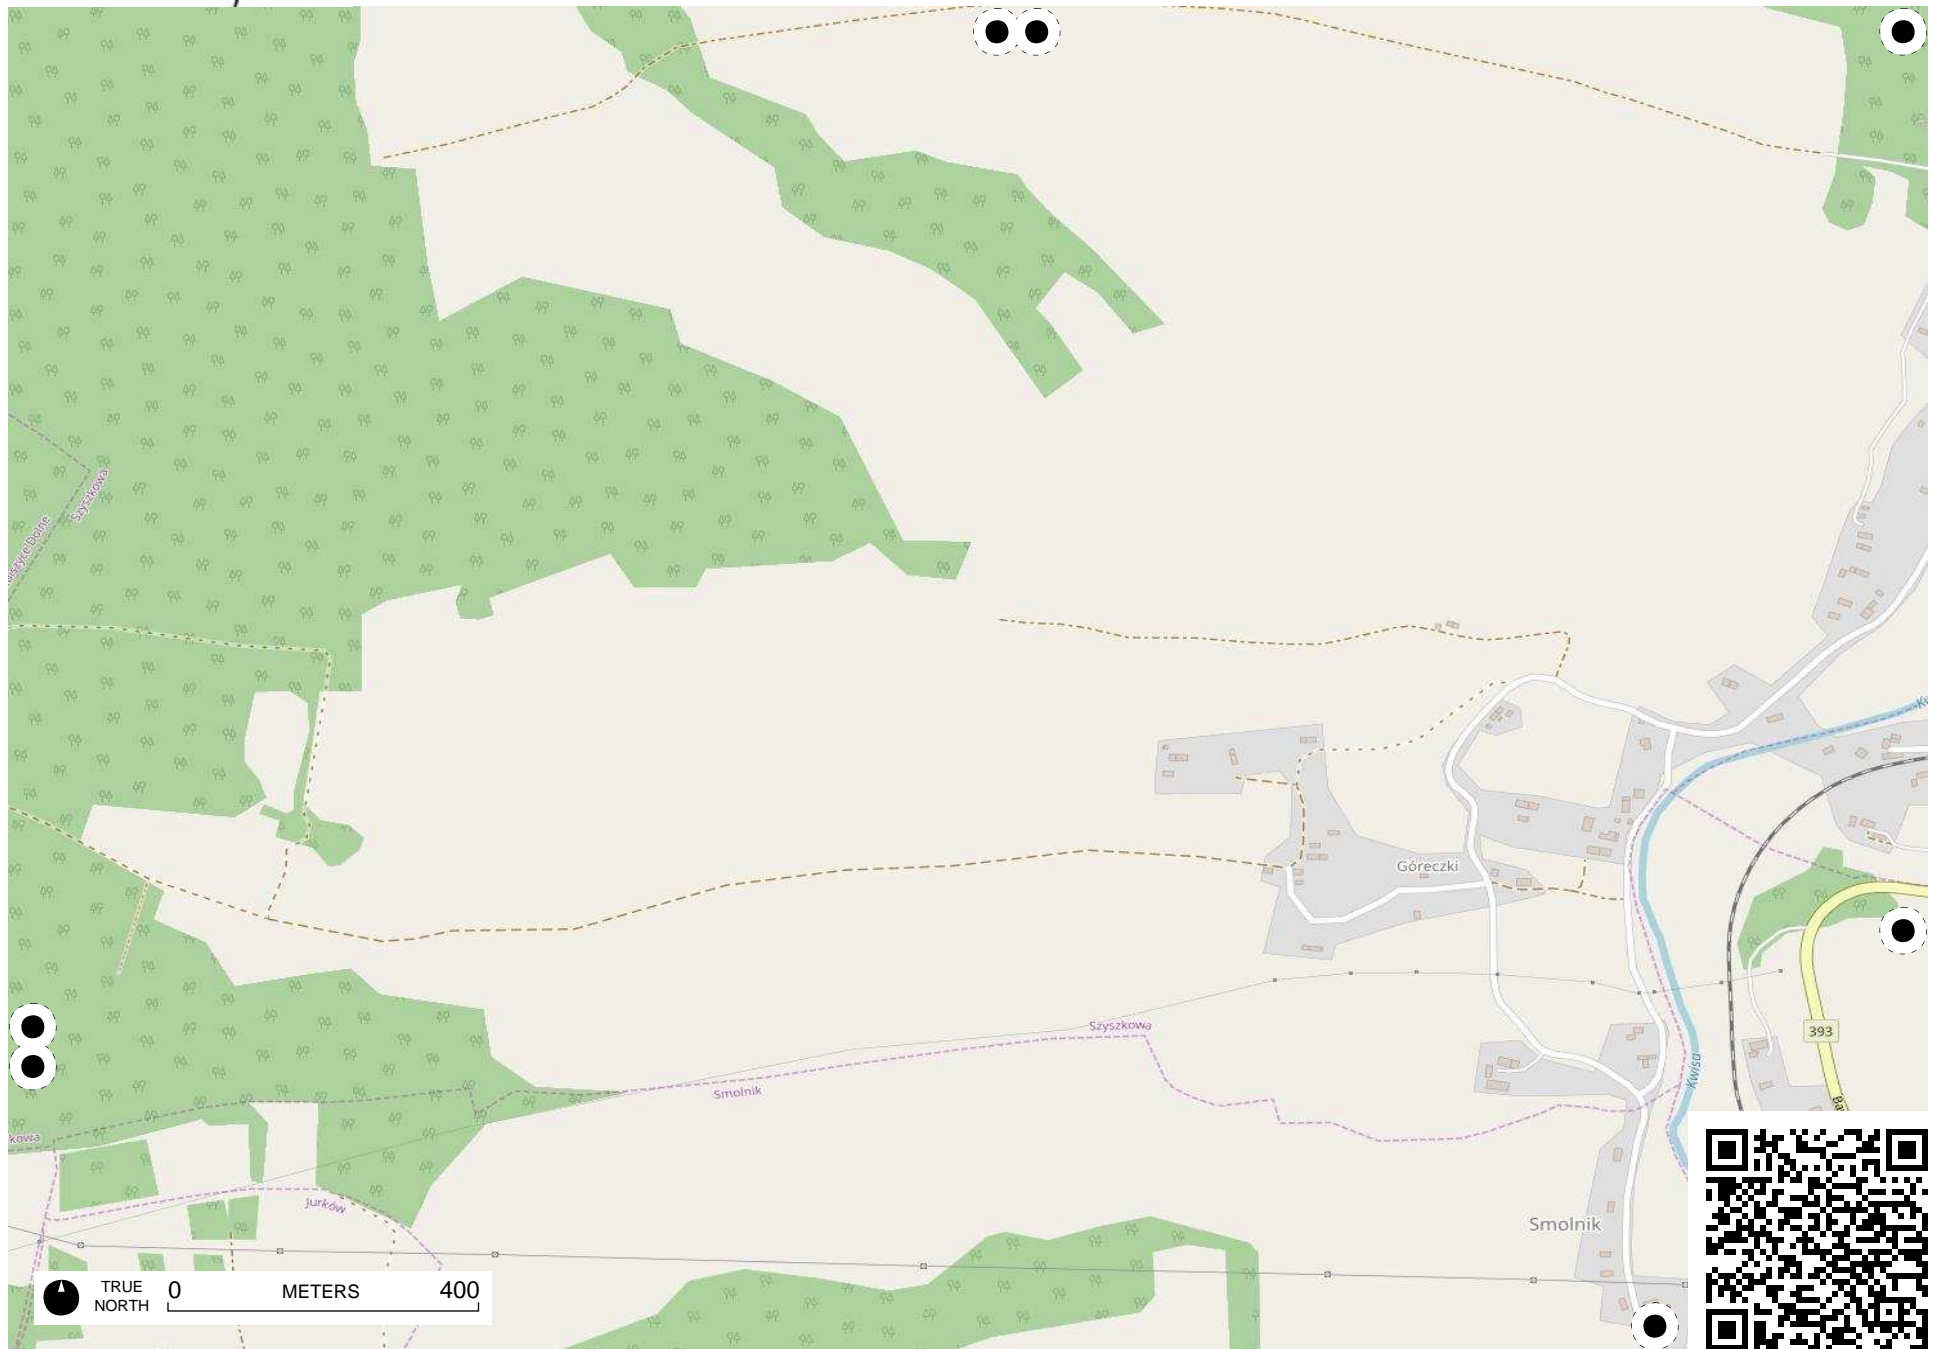 Szyszkowa
Góreczki
393
Szyszkowa
Kwisa
Smolnik
Jurków
Smolnik
TRUE
NORTH
0
METERS
400